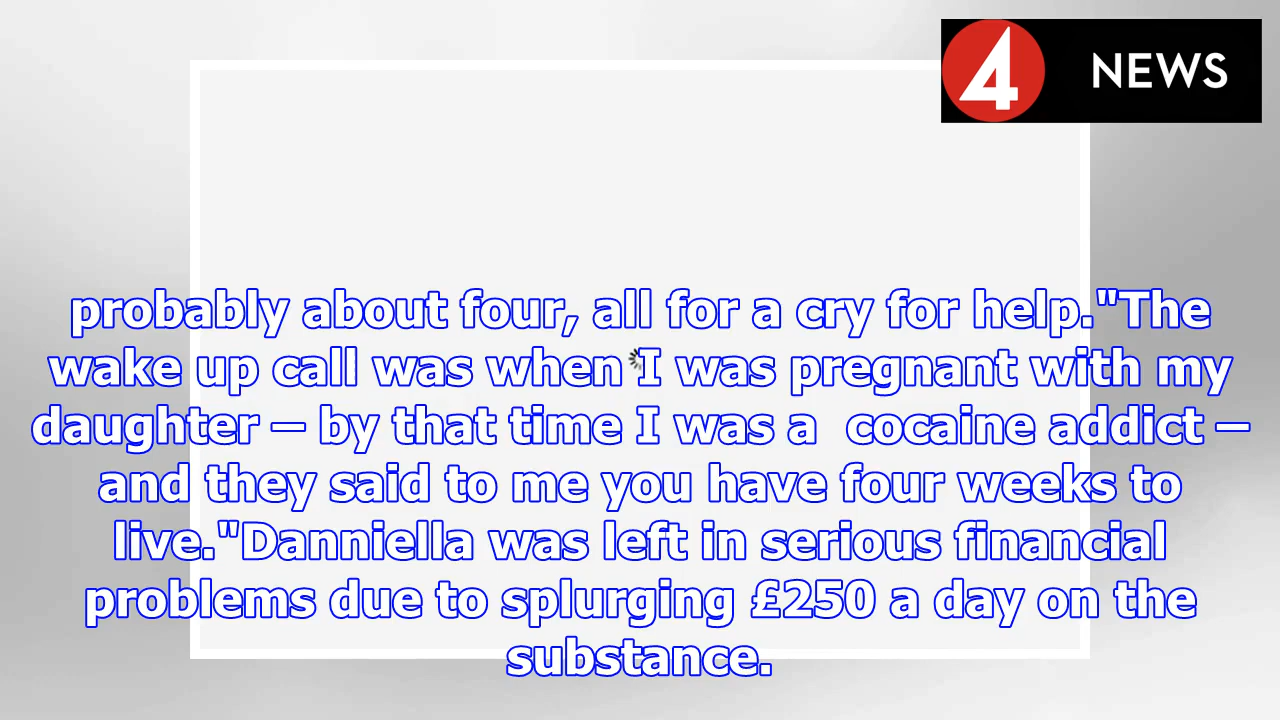 4 NEWS
probably about four, all for a cry for help."The
wake up call was when I was pregnant with my
daughter – by that time I was a  cocaine addict –
and they said to me you have four weeks to
live."Danniella was left in serious financial
problems due to splurging £250 a day on the
substance.